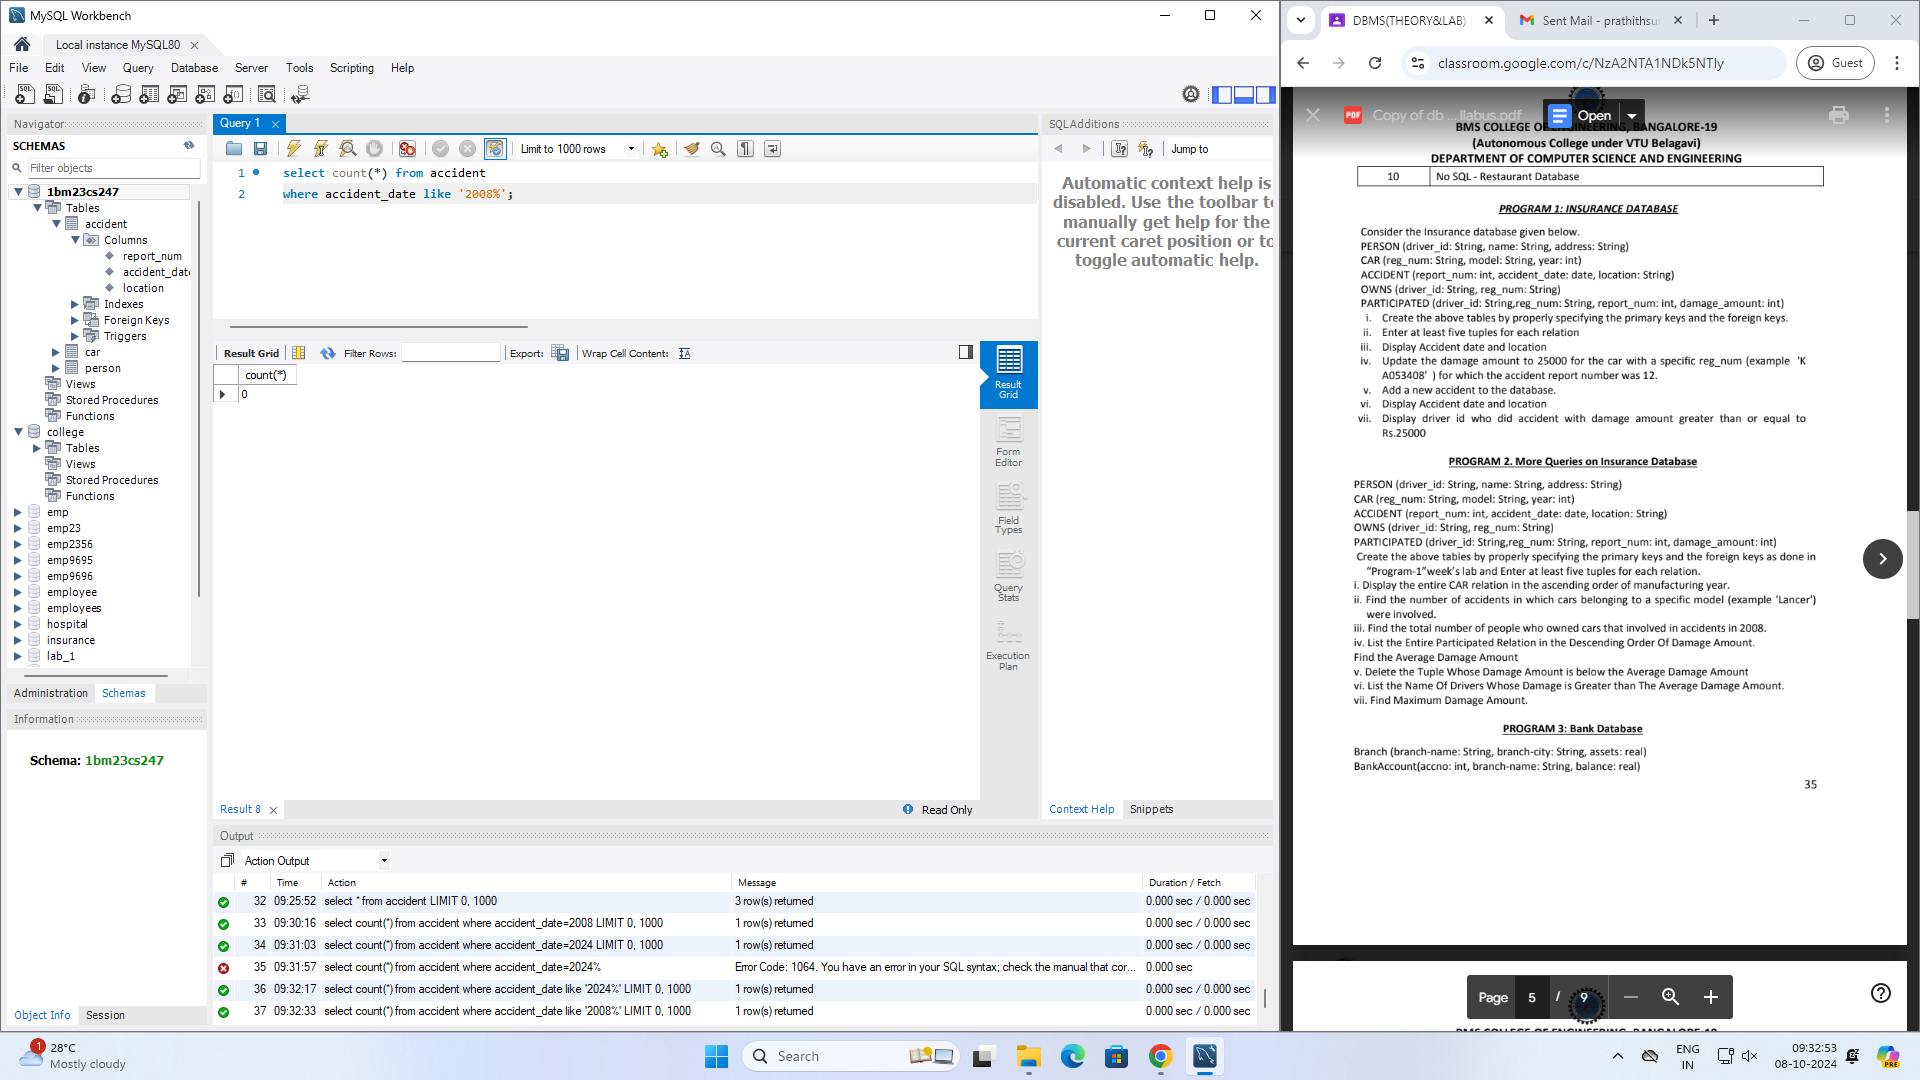 MySQL Workbench
Local instance MySQL80
File Edit View Query Database Server Tools Scripting Help
Navigator
SCHEMAS
Filter objects
1bm23cs247
Tables
accident
Columns
report_num
accident_date
location
Indexes
Foreign Keys
Triggers
car
person
Views
Stored Procedures
Functions
college
Tables
Views
Stored Procedures
Functions
emp
emp23
emp2356
emp9695
emp9696
employee
employees
hospital
insurance
lab_1
Administration Schemas
Information
Schema: 1bm23cs247
Object Info Session
Query 1
Limit to 1000 rows
1 select count(*) from accident
2 where accident_date like '2008%';
Result Grid Filter Rows: Export: Wrap Cell Content:
count(*)
0
Result Grid
Form Editor
Field Types
Query Stats
Execution Plan
Result 8
Read Only
SQLAdditions
Jump to
Automatic context help is
disabled. Use the toolbar to
manually get help for the
current caret position or to
toggle automatic help.
Context Help Snippets
Output
Action Output
# Time Action Message Duration / Fetch
32 09:25:52 select * from accident LIMIT 0, 1000 3 row(s) returned 0.000 sec / 0.000 sec
33 09:30:16 select count(*) from accident where accident_date=2008 LIMIT 0, 1000 1 row(s) returned 0.000 sec / 0.000 sec
34 09:31:03 select count(*) from accident where accident_date=2024 LIMIT 0, 1000 1 row(s) returned 0.000 sec / 0.000 sec
35 09:31:57 select count(*) from accident where accident_date=2024% Error Code: 1064. You have an error in your SQL syntax; check the manual that cor... 0.000 sec
36 09:32:17 select count(*) from accident where accident_date like '2024%' LIMIT 0, 1000 1 row(s) returned 0.000 sec / 0.000 sec
37 09:32:33 select count(*) from accident where accident_date like '2008%' LIMIT 0, 1000 1 row(s) returned 0.000 sec / 0.000 sec
DBMS(THEORY&LAB)
Sent Mail - prathithsu
classroom.google.com/c/NzA2NTA1NDk5NTIy
Guest
PDF Copy of db ... llabus.pdf
Open
BMS COLLEGE OF ENGINEERING, BANGALORE-19
(Autonomous College under VTU Belagavi)
DEPARTMENT OF COMPUTER SCIENCE AND ENGINEERING
10 No SQL - Restaurant Database
PROGRAM 1: INSURANCE DATABASE
Consider the Insurance database given below.
PERSON (driver_id: String, name: String, address: String)
CAR (reg_num: String, model: String, year: int)
ACCIDENT (report_num: int, accident_date: date, location: String)
OWNS (driver_id: String, reg_num: String)
PARTICIPATED (driver_id: String,reg_num: String, report_num: int, damage_amount: int)
i. Create the above tables by properly specifying the primary keys and the foreign keys.
ii. Enter at least five tuples for each relation
iii. Display Accident date and location
iv. Update the damage amount to 25000 for the car with a specific reg_num (example 'K
A053408' ) for which the accident report number was 12.
v. Add a new accident to the database.
vi. Display Accident date and location
vii. Display driver id who did accident with damage amount greater than or equal to
Rs.25000
PROGRAM 2. More Queries on Insurance Database
PERSON (driver_id: String, name: String, address: String)
CAR (reg_num: String, model: String, year: int)
ACCIDENT (report_num: int, accident_date: date, location: String)
OWNS (driver_id: String, reg_num: String)
PARTICIPATED (driver_id: String,reg_num: String, report_num: int, damage_amount: int)
Create the above tables by properly specifying the primary keys and the foreign keys as done in
“Program-1”week’s lab and Enter at least five tuples for each relation.
i. Display the entire CAR relation in the ascending order of manufacturing year.
ii. Find the number of accidents in which cars belonging to a specific model (example 'Lancer')
were involved.
iii. Find the total number of people who owned cars that involved in accidents in 2008.
iv. List the Entire Participated Relation in the Descending Order Of Damage Amount.
Find the Average Damage Amount
v. Delete the Tuple Whose Damage Amount is below the Average Damage Amount
vi. List the Name Of Drivers Whose Damage is Greater than The Average Damage Amount.
vii. Find Maximum Damage Amount.
PROGRAM 3: Bank Database
Branch (branch-name: String, branch-city: String, assets: real)
BankAccount(accno: int, branch-name: String, balance: real)
35
Page 5 / 9
BMS COLLEGE OF ENGINEERING, BANGALORE-19
1
28°C
Mostly cloudy
Search
ENG
IN
09:32:53
08-10-2024
PRE